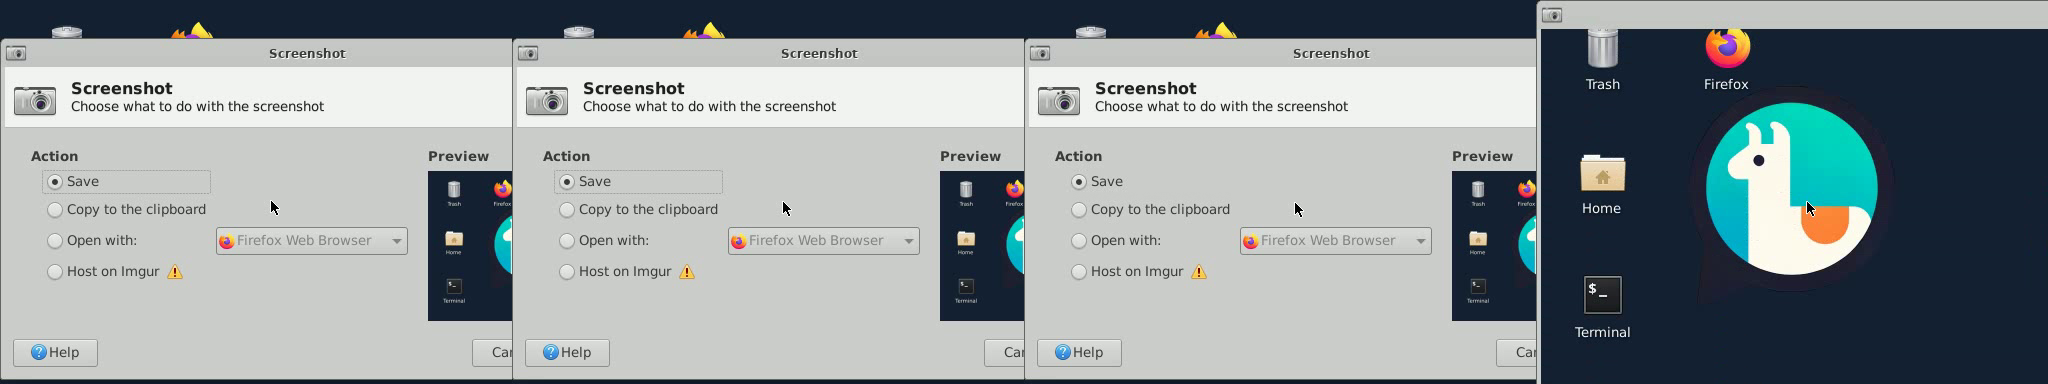 Screenshot
Screenshot
Choose what to do with the screenshot
Action
Preview
Save
Copy to the clipboard
Open with:
Firefox Web Browser
Host on Imgur
Trash
Firefox
Home
Terminal
Help
Screenshot
Screenshot
Choose what to do with the screenshot
Action
Preview
Save
Copy to the clipboard
Open with:
Firefox Web Browser
Host on Imgur
Trash
Firefox
Home
Terminal
Help
Screenshot
Screenshot
Choose what to do with the screenshot
Action
Preview
Save
Copy to the clipboard
Open with:
Firefox Web Browser
Host on Imgur
Trash
Firefox
Home
Terminal
Help
Trash
Firefox
Home
$_
Terminal